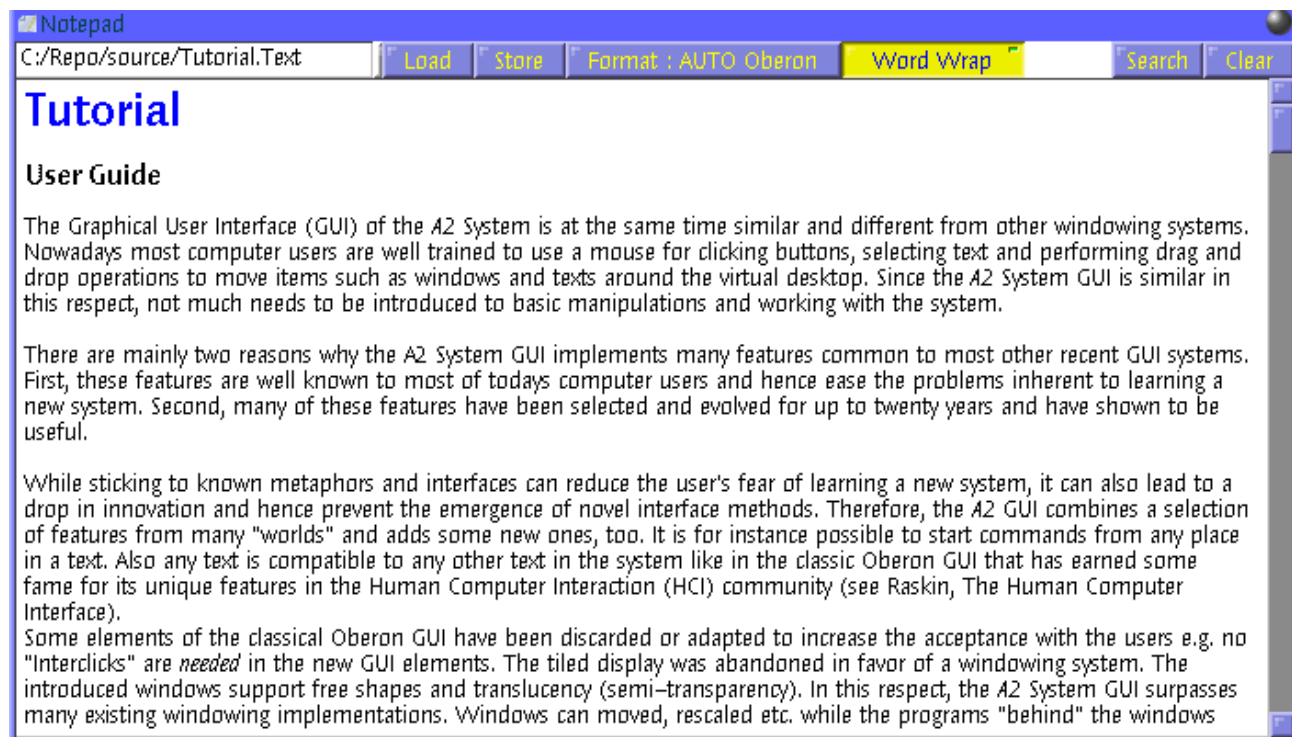 Notepad
C:/Repo/source/Tutorial.Text Load Store Format : AUTO Oberon Word Wrap Search Clear
Tutorial
User Guide
The Graphical User Interface (GUI) of the A2 System is at the same time similar and different from other windowing systems.
Nowadays most computer users are well trained to use a mouse for clicking buttons, selecting text and performing drag and
drop operations to move items such as windows and texts around the virtual desktop. Since the A2 System GUI is similar in
this respect, not much needs to be introduced to basic manipulations and working with the system.
There are mainly two reasons why the A2 System GUI implements many features common to most other recent GUI systems.
First, these features are well known to most of todays computer users and hence ease the problems inherent to learning a
new system. Second, many of these features have been selected and evolved for up to twenty years and have shown to be
useful.
While sticking to known metaphors and interfaces can reduce the user's fear of learning a new system, it can also lead to a
drop in innovation and hence prevent the emergence of novel interface methods. Therefore, the A2 GUI combines a selection
of features from many "worlds" and adds some new ones, too. It is for instance possible to start commands from any place
in a text. Also any text is compatible to any other text in the system like in the classic Oberon GUI that has earned some
fame for its unique features in the Human Computer Interaction (HCI) community (see Raskin, The Human Computer
Interface).
Some elements of the classical Oberon GUI have been discarded or adapted to increase the acceptance with the users e.g. no
"Interclicks" are needed in the new GUI elements. The tiled display was abandoned in favor of a windowing system. The
introduced windows support free shapes and translucency (semi–transparency). In this respect, the A2 System GUI surpasses
many existing windowing implementations. Windows can moved, rescaled etc. while the programs "behind" the windows